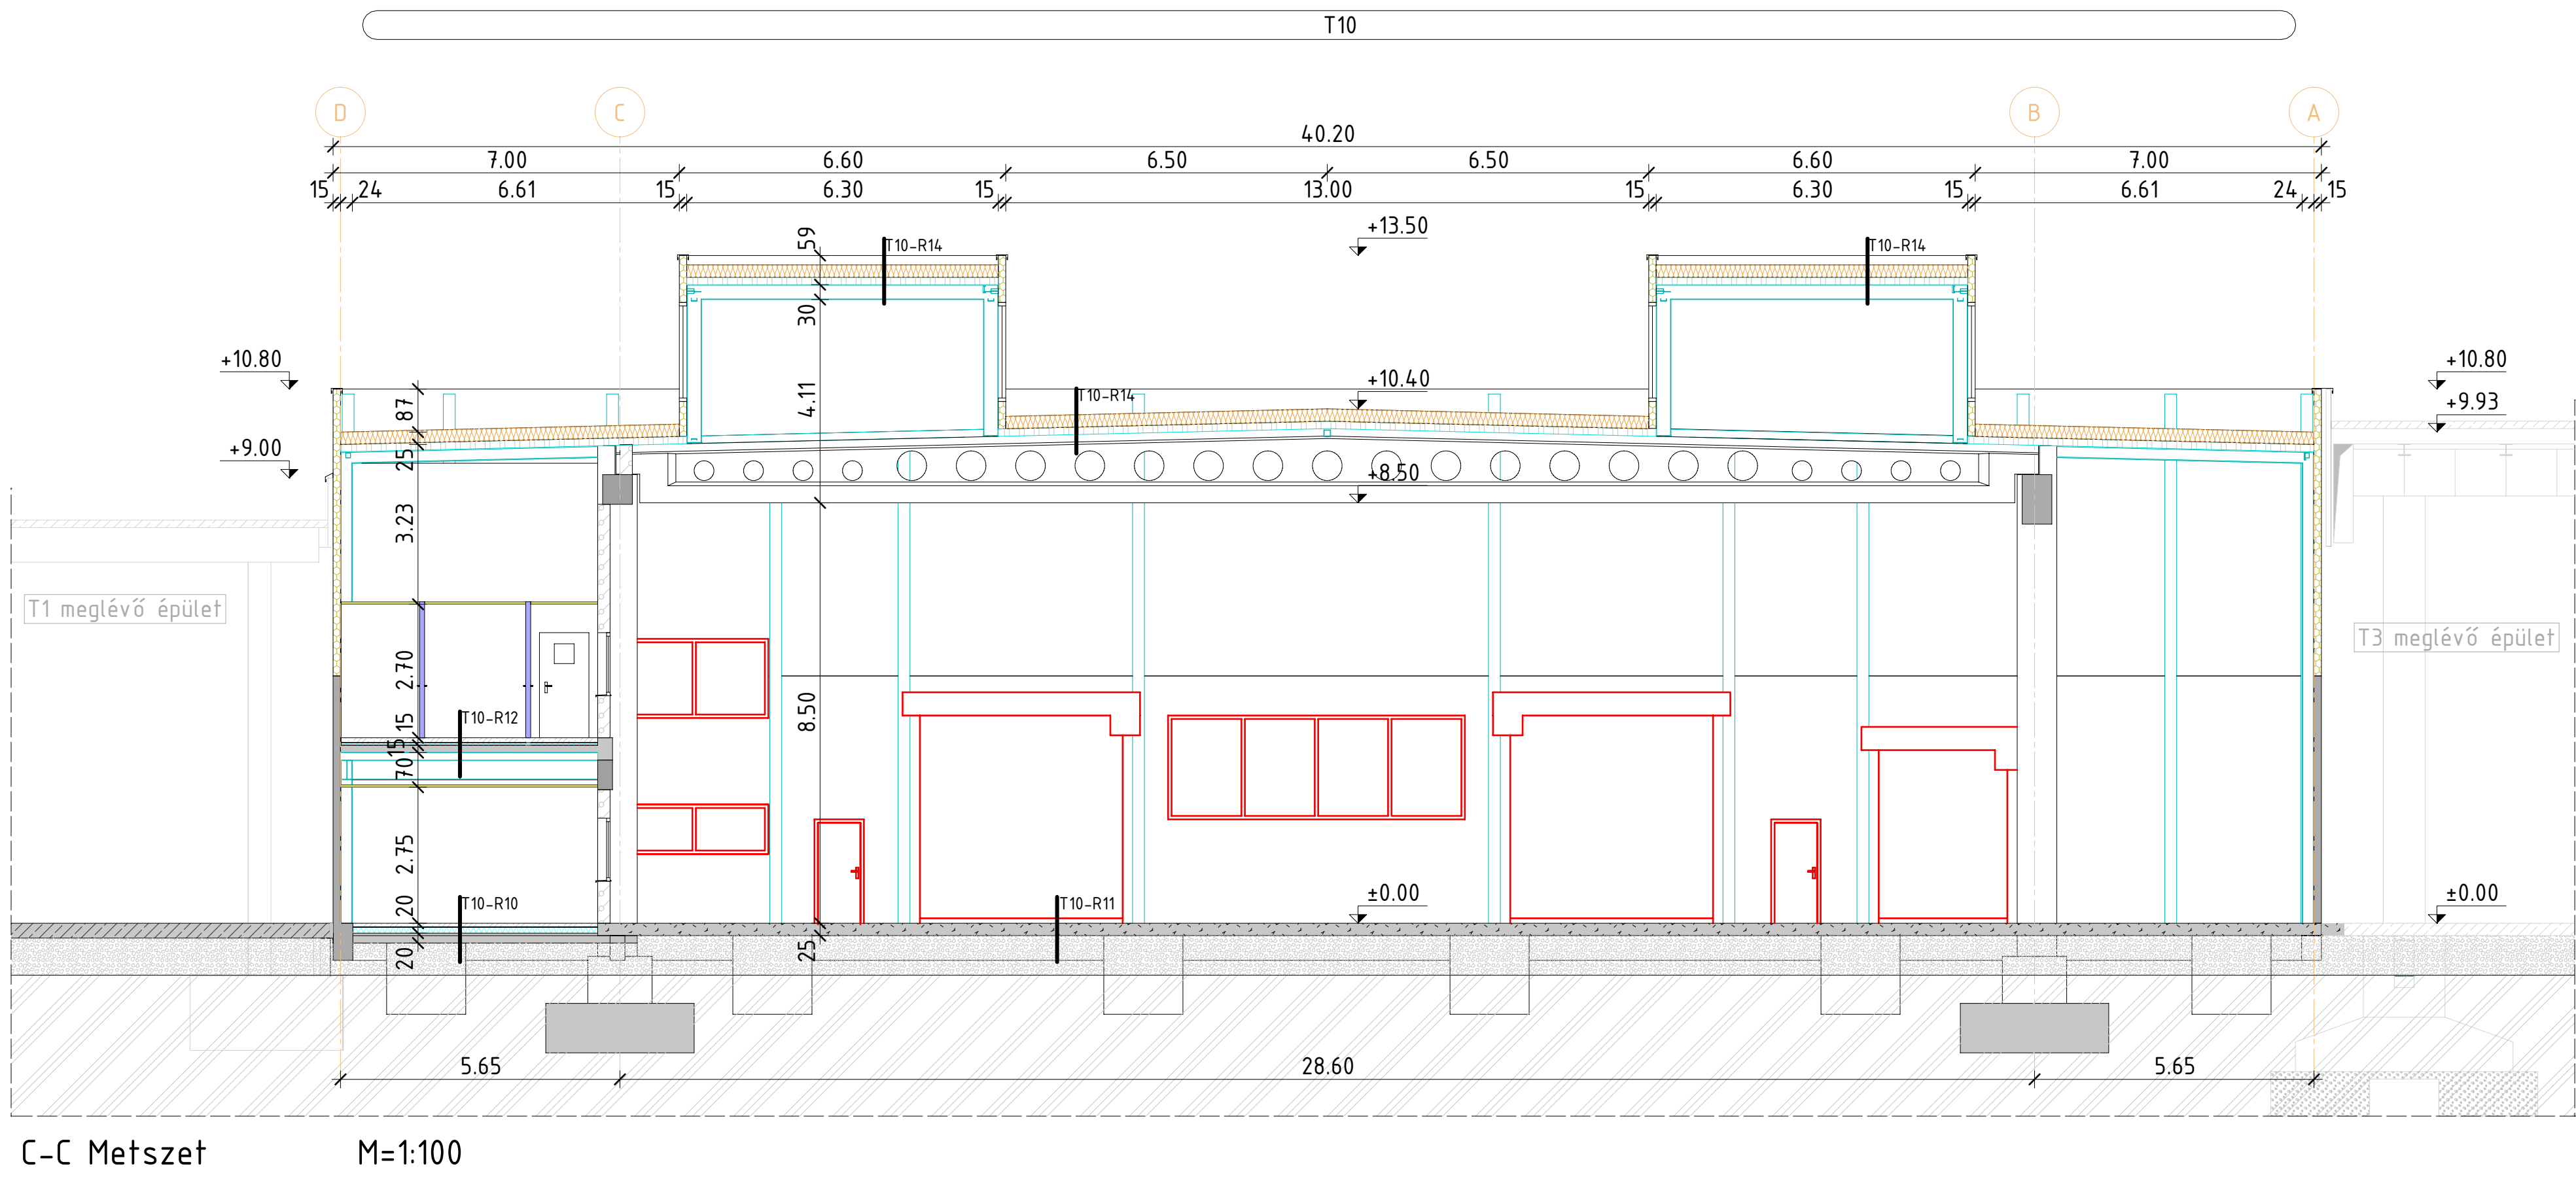 T10
D C B A
40.20
7.00 6.60 6.50 6.50 6.60 7.00
15 24 6.61 15 6.30 15 13.00 15 6.30 15 6.61 24 15
59 T10-R14 +13.50 T10-R14
30
+10.80 +10.40 +10.80
87 4.11 T10-R14 +9.93
+9.00 25 +8.50
3.23
T1 meglévő épület T3 meglévő épület
2.70
15 T10-R12 8.50
15
70
2.75
20 T10-R10 T10-R11 ±0.00 ±0.00
20 25
5.65 28.60 5.65
C-C Metszet M=1:100